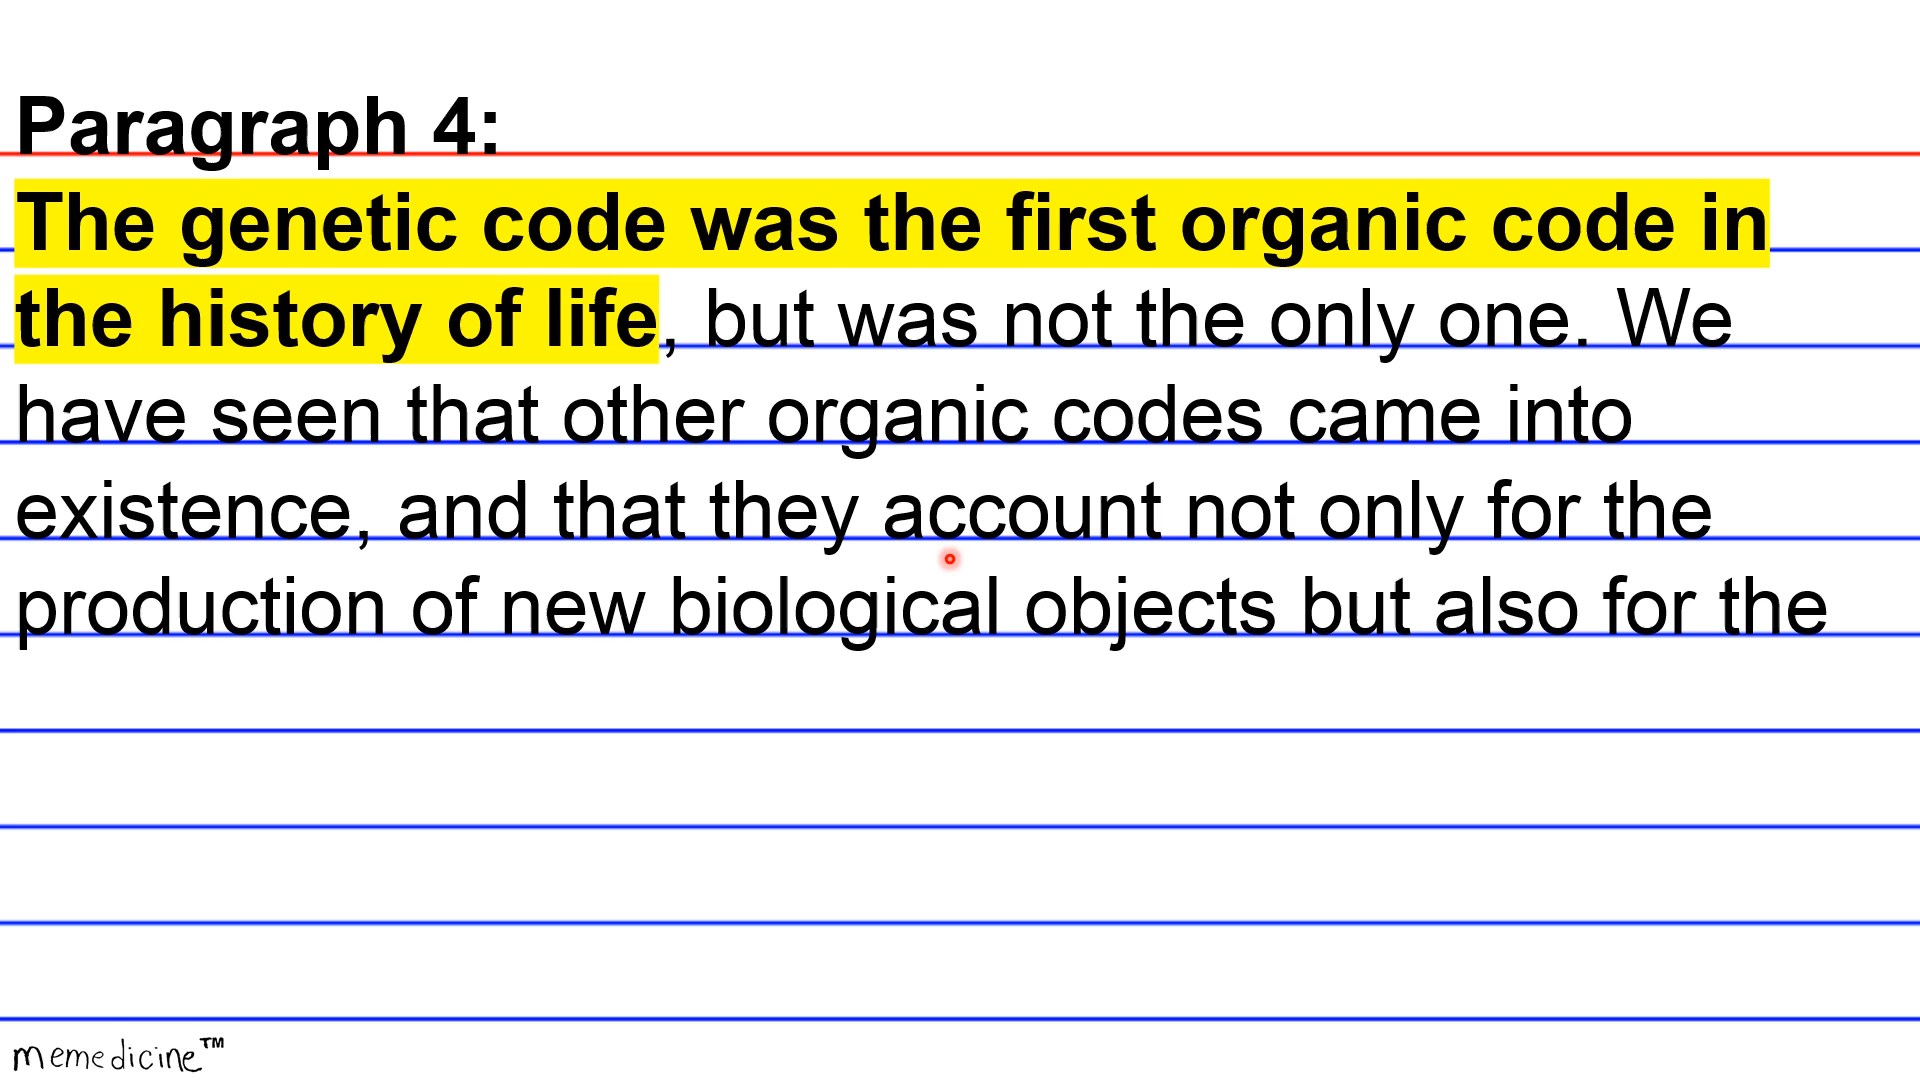 Paragraph 4:
The genetic code was the first organic code in
the history of life, but was not the only one. We
have seen that other organic codes came into
existence, and that they account not only for the
production of new biological objects but also for the
memedicine™